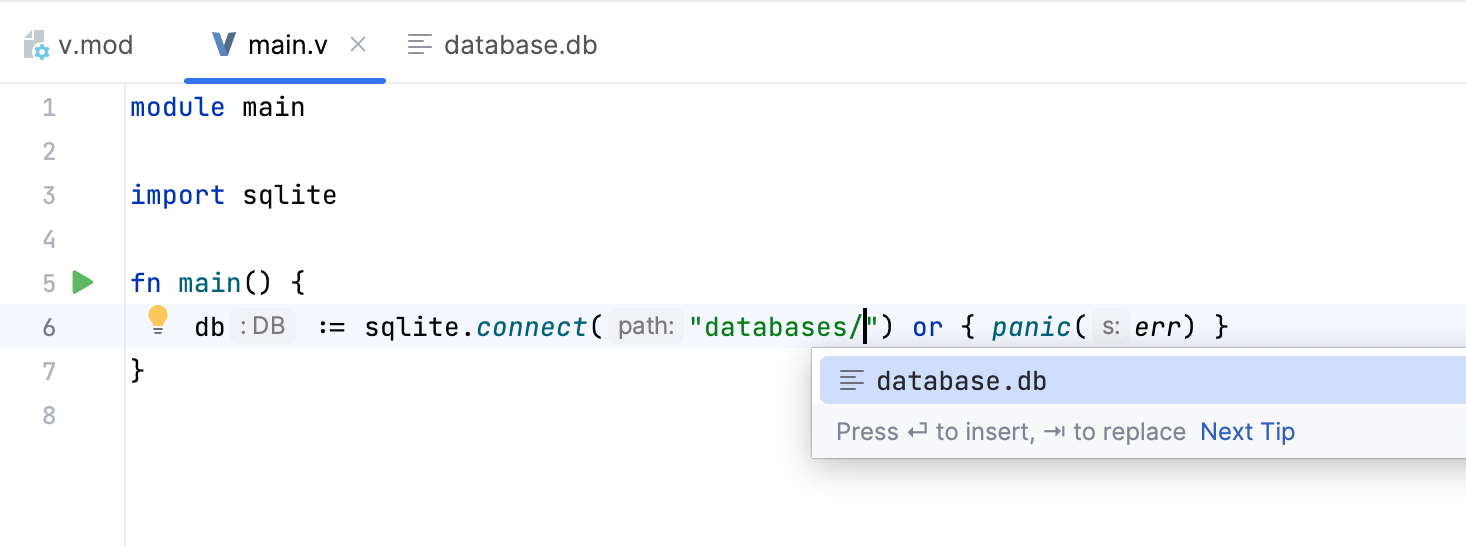 v.mod main.v database.db
1 module main
2
3 import sqlite
4
5 fn main() {
6 db : DB := sqlite.connect( path: "databases/") or { panic( s: err) }
7 }
8
database.db
Press ⏎ to insert, ⇥ to replace Next Tip